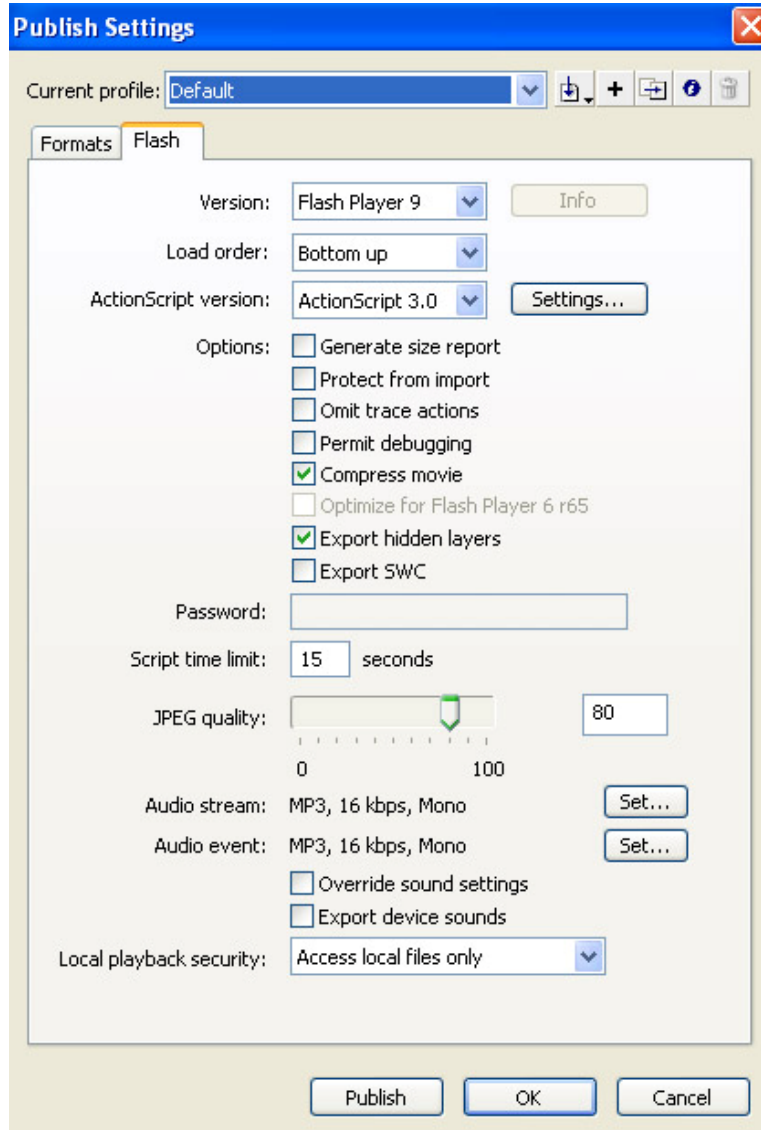 Publish Settings
Current profile: Default
Formats Flash
Version: Flash Player 9 Info
Load order: Bottom up
ActionScript version: ActionScript 3.0 Settings...
Options: Generate size report
Protect from import
Omit trace actions
Permit debugging
Compress movie
Optimize for Flash Player 6 r65
Export hidden layers
Export SWC
Password:
Script time limit: 15 seconds
JPEG quality: 80
0 100
Audio stream: MP3, 16 kbps, Mono Set...
Audio event: MP3, 16 kbps, Mono Set...
Override sound settings
Export device sounds
Local playback security: Access local files only
Publish OK Cancel